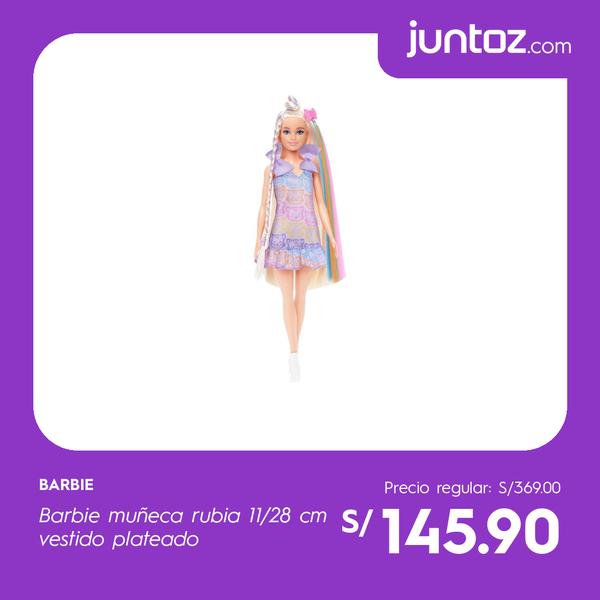 juntoz.com
BARBIE
Barbie muñeca rubia 11/28 cm
vestido plateado
Precio regular: S/369.00
S/145.90